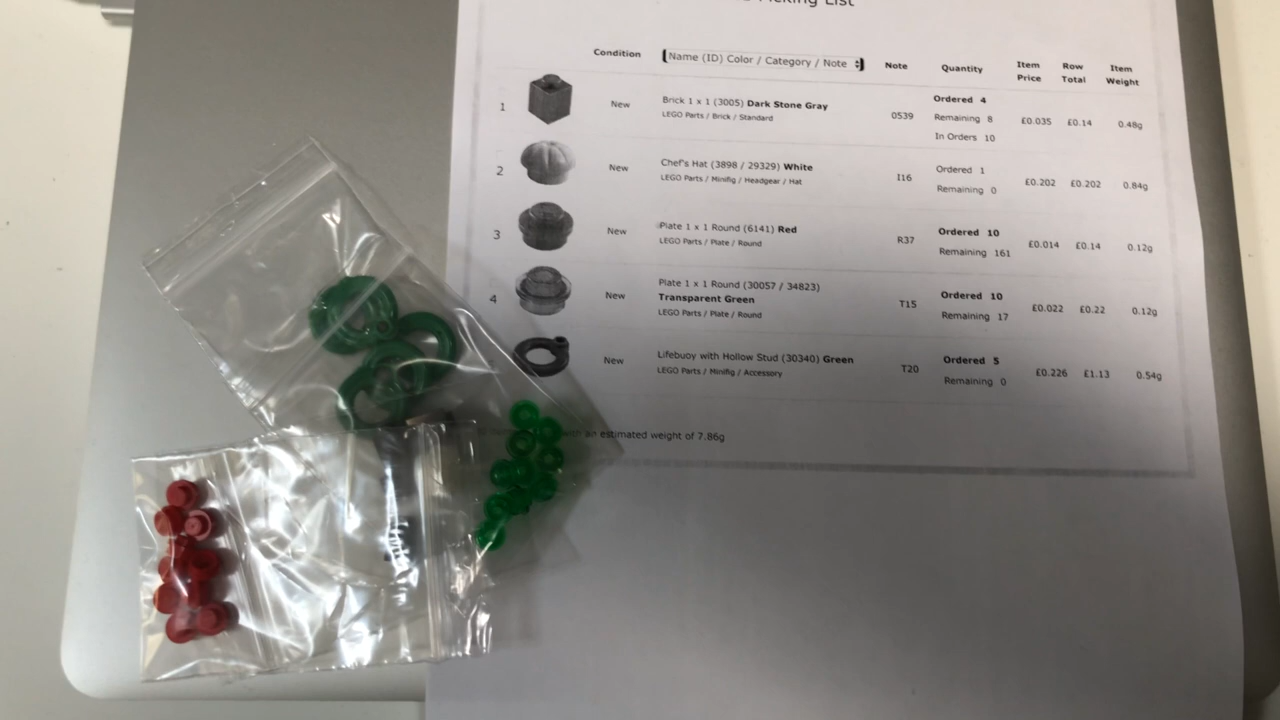 Picking List
Condition Name (ID) Color / Category / Note Note Quantity Item Price Row Total Item Weight
1 New Brick 1 x 1 (3005) Dark Stone Gray 0539 Ordered 4 £0.035 £0.14 0.48g
LEGO Parts / Brick / Standard Remaining 8
In Orders 10
2 New Chef's Hat (3898 / 29329) White I16 Ordered 1 £0.202 £0.202 0.84g
LEGO Parts / Minifig / Headgear / Hat Remaining 0
3 New Plate 1 x 1 Round (6141) Red R37 Ordered 10 £0.014 £0.14 0.12g
LEGO Parts / Plate / Round Remaining 161
4 New Plate 1 x 1 Round (30057 / 34823) T15 Ordered 10 £0.022 £0.22 0.12g
Transparent Green Remaining 17
LEGO Parts / Plate / Round
New Lifebuoy with Hollow Stud (30340) Green T20 Ordered 5 £0.226 £1.13 0.54g
LEGO Parts / Minifig / Accessory Remaining 0
an estimated weight of 7.86g